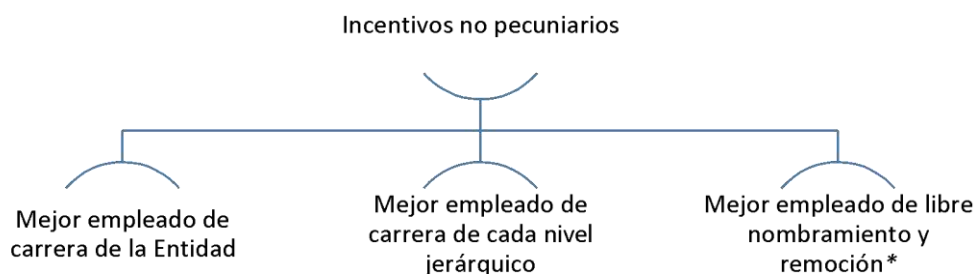 Incentivos no pecuniarios
Mejor empleado de
carrera de la Entidad
Mejor empleado de
carrera de cada nivel
jerárquico
Mejor empleado de libre
nombramiento y
remoción*